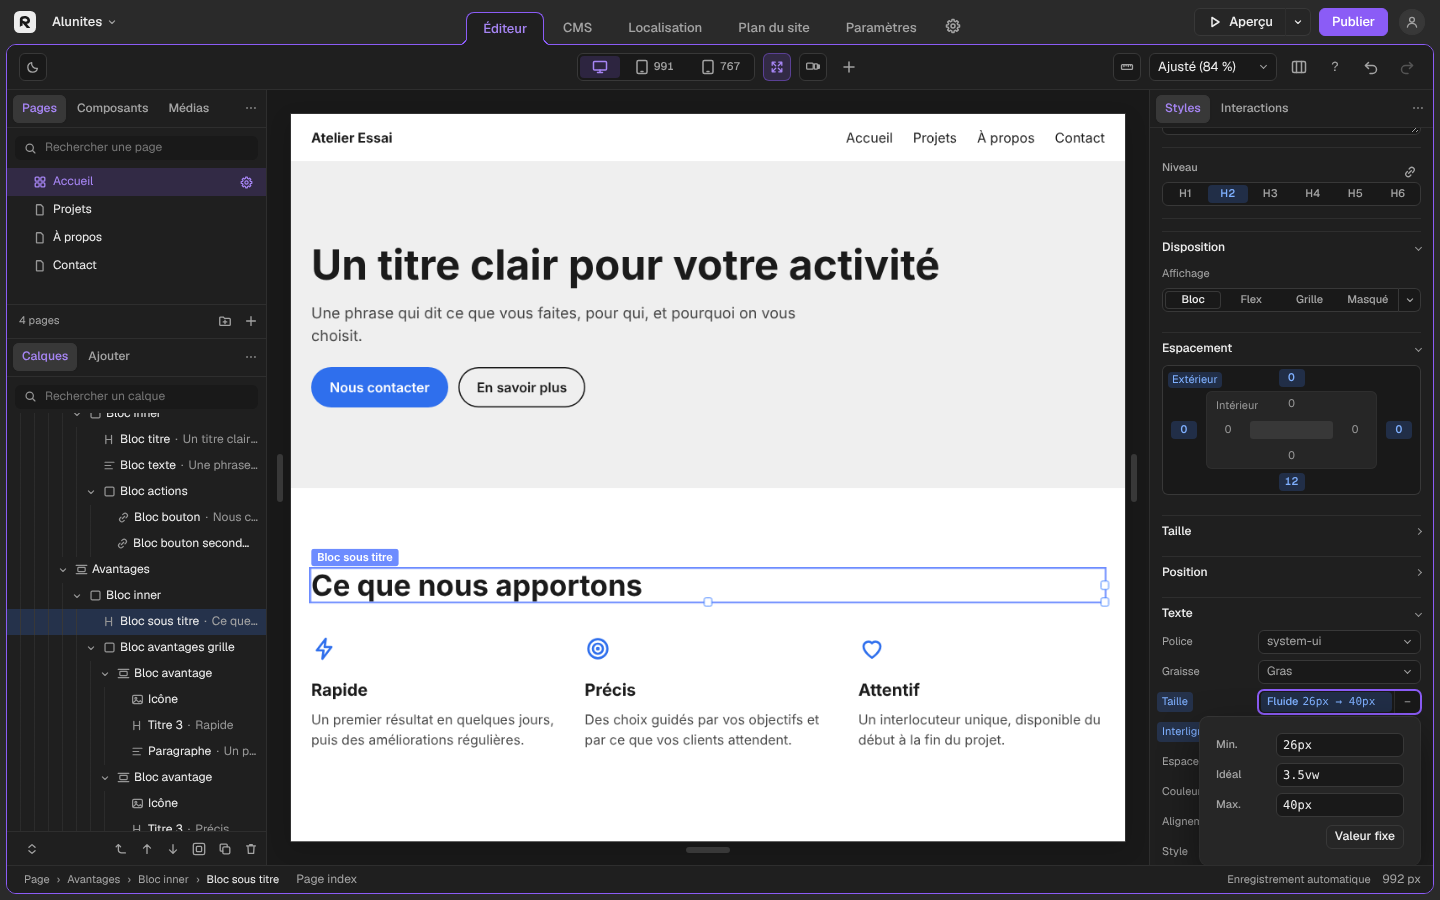 R Alunites
Éditeur CMS Localisation Plan du site Paramètres
Aperçu Publier
991 767
Ajusté (84 %) ?
Pages Composants Médias
Rechercher une page
Accueil
Projets
À propos
Contact
4 pages
Calques Ajouter
Rechercher un calque
Bloc inner
Bloc titre · Un titre clair…
Bloc texte · Une phrase…
Bloc actions
Bloc bouton · Nous c…
Bloc bouton second…
Avantages
Bloc inner
Bloc sous titre · Ce que…
Bloc avantages grille
Bloc avantage
Icône
Titre 3 · Rapide
Paragraphe · Un p…
Bloc avantage
Icône
Titre 3 · Précis
Atelier Essai Accueil Projets À propos Contact
Un titre clair pour votre activité
Une phrase qui dit ce que vous faites, pour qui, et pourquoi on vous
choisit.
Nous contacter En savoir plus
Bloc sous titre
Ce que nous apportons
Rapide
Un premier résultat en quelques jours,
puis des améliorations régulières.
Précis
Des choix guidés par vos objectifs et
par ce que vos clients attendent.
Attentif
Un interlocuteur unique, disponible du
début à la fin du projet.
Styles Interactions
Niveau
H1 H2 H3 H4 H5 H6
Disposition
Affichage
Bloc Flex Grille Masqué
Espacement
Extérieur 0
Intérieur 0
0 0 0 0
0
12
Taille
Position
Texte
Police system-ui
Graisse Gras
Taille Fluide 26px → 40px –
Interlig
Espace
Couleu
Alignen
Style
Min. 26px
Idéal 3.5vw
Max. 40px
Valeur fixe
Page › Avantages › Bloc inner › Bloc sous titre Page index
Enregistrement automatique 992 px